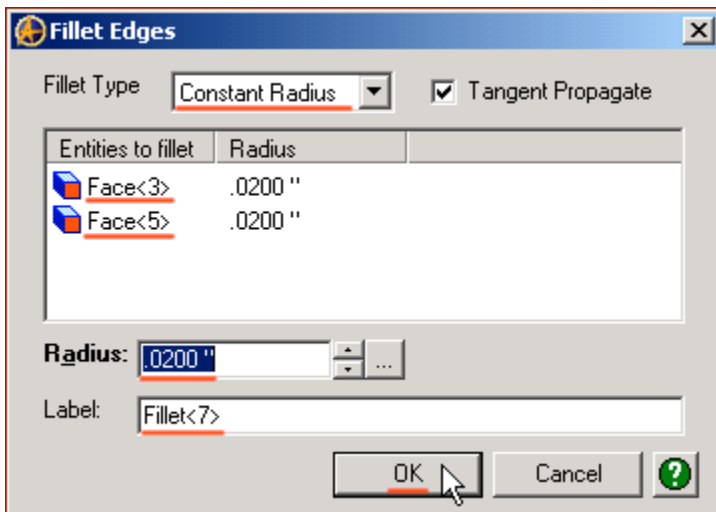 Fillet Edges
Fillet Type Constant Radius Tangent Propagate
Entities to fillet Radius
Face<3> .0200 "
Face<5> .0200 "
Radius: .0200 " ...
Label: Fillet<7>
OK Cancel ?